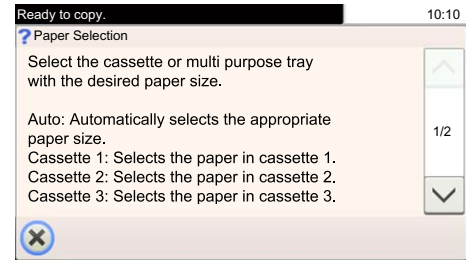 Ready to copy.
10:10
? Paper Selection
Select the cassette or multi purpose tray
with the desired paper size.
Auto: Automatically selects the appropriate
paper size.
Cassette 1: Selects the paper in cassette 1.
Cassette 2: Selects the paper in cassette 2.
Cassette 3: Selects the paper in cassette 3.
1/2